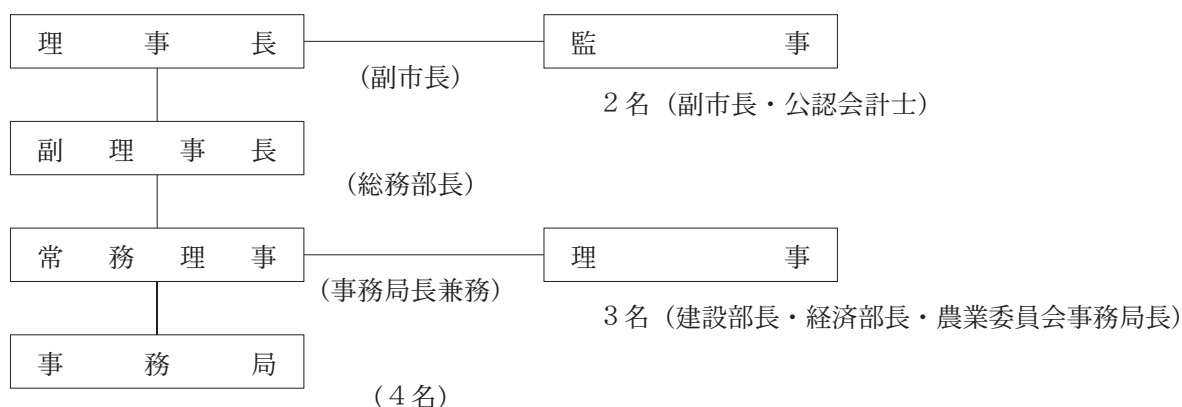 理事長
監事
（副市長）
２名（副市長・公認会計士）
副理事長
（総務部長）
常務理事
理事
（事務局長兼務）
３名（建設部長・経済部長・農業委員会事務局長）
事務局
（４名）